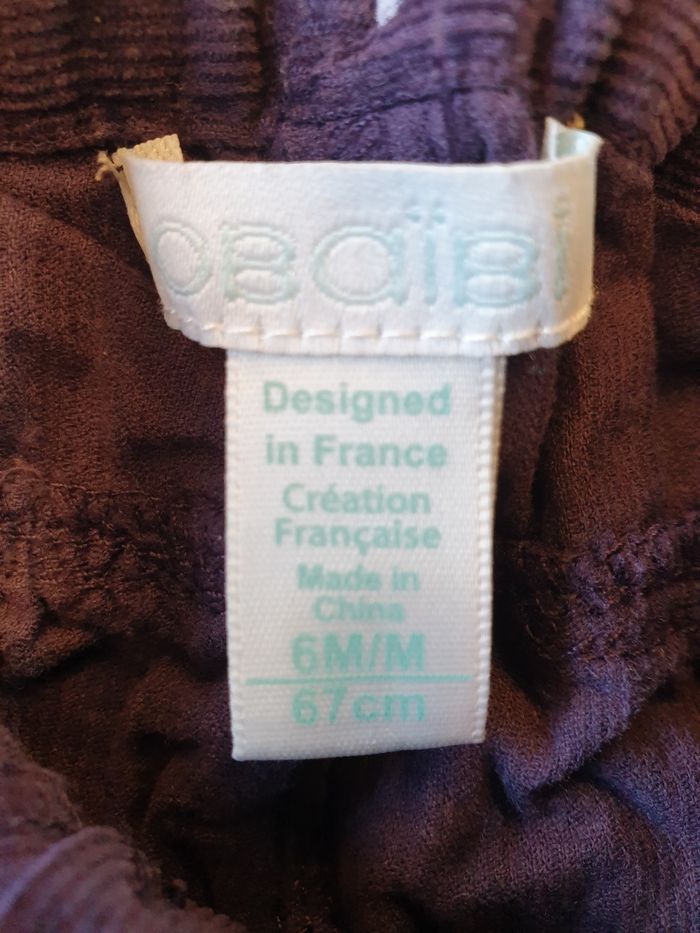 OBaïBi
Designed
in France
Création
Française
Made in
China
6M/M
67cm